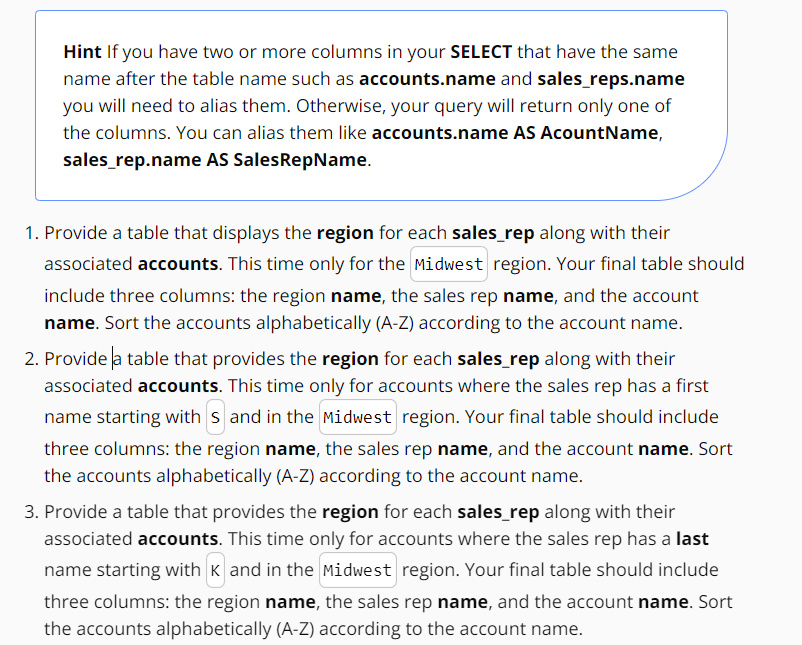 Hint If you have two or more columns in your SELECT that have the same
name after the table name such as accounts.name and sales_reps.name
you will need to alias them. Otherwise, your query will return only one of
the columns. You can alias them like accounts.name AS AcountName,
sales_rep.name AS SalesRepName.
1. Provide a table that displays the region for each sales_rep along with their
associated accounts. This time only for the Midwest region. Your final table should
include three columns: the region name, the sales rep name, and the account
name. Sort the accounts alphabetically (A-Z) according to the account name.
2. Provide a table that provides the region for each sales_rep along with their
associated accounts. This time only for accounts where the sales rep has a first
name starting with S and in the Midwest region. Your final table should include
three columns: the region name, the sales rep name, and the account name. Sort
the accounts alphabetically (A-Z) according to the account name.
3. Provide a table that provides the region for each sales_rep along with their
associated accounts. This time only for accounts where the sales rep has a last
name starting with K and in the Midwest region. Your final table should include
three columns: the region name, the sales rep name, and the account name. Sort
the accounts alphabetically (A-Z) according to the account name.